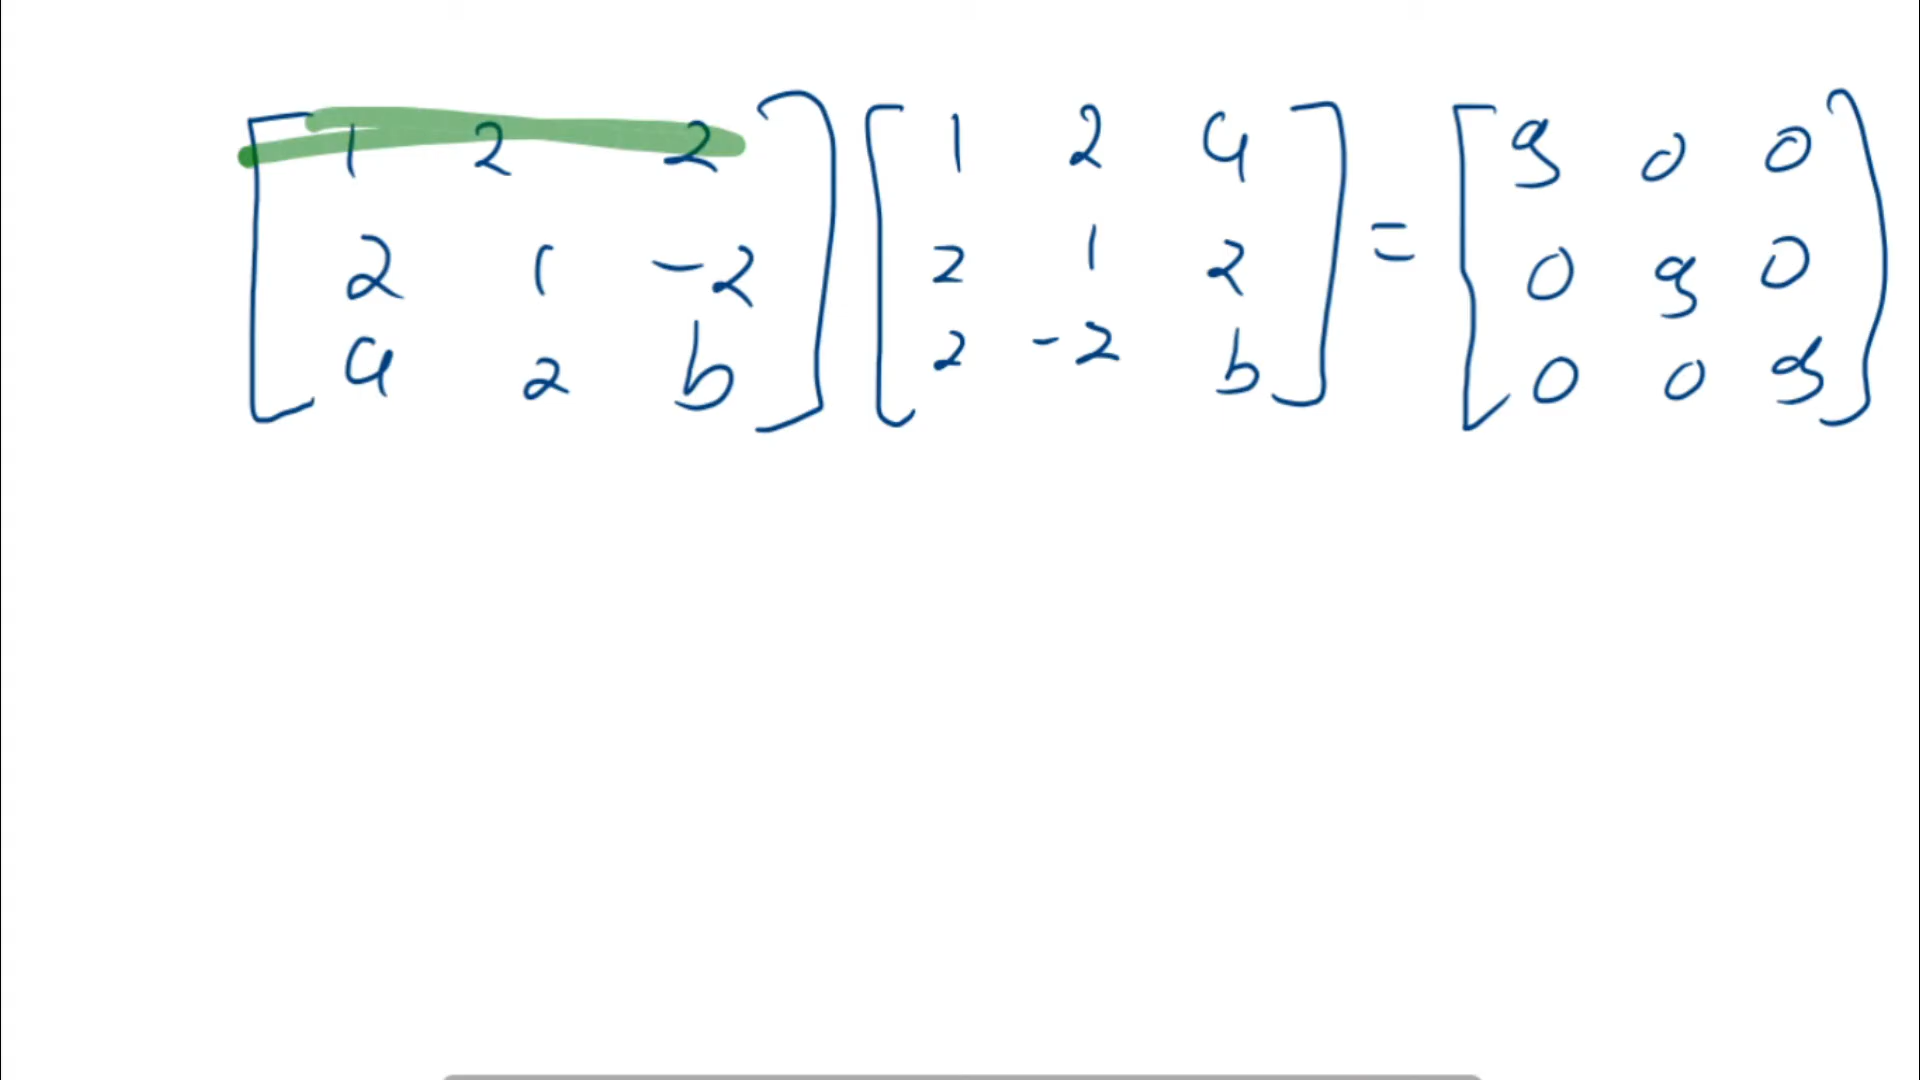 [1 2 2] [1 2 a] = [9 0 0]
[2 1 -2] [2 1 2] [0 9 0]
[a 2 b] [2 -2 b] [0 0 9]